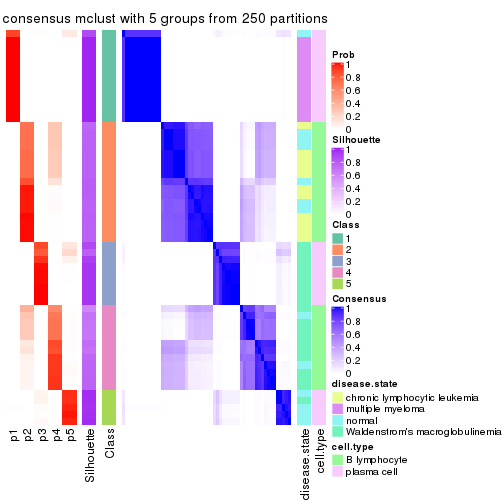 consensus mclust with 5 groups from 250 partitions
Prob
1
0.8
0.6
0.4
0.2
0
Silhouette
1
0.8
0.6
0.4
0.2
0
Class
1
2
3
4
5
Consensus
1
0.8
0.6
0.4
0.2
0
disease.state
chronic lymphocytic leukemia
multiple myeloma
normal
Waldenstrom's macroglobulinemia
cell.type
B lymphocyte
plasma cell
p1
p2
p3
p4
p5
Silhouette
Class
disease.state
cell.type